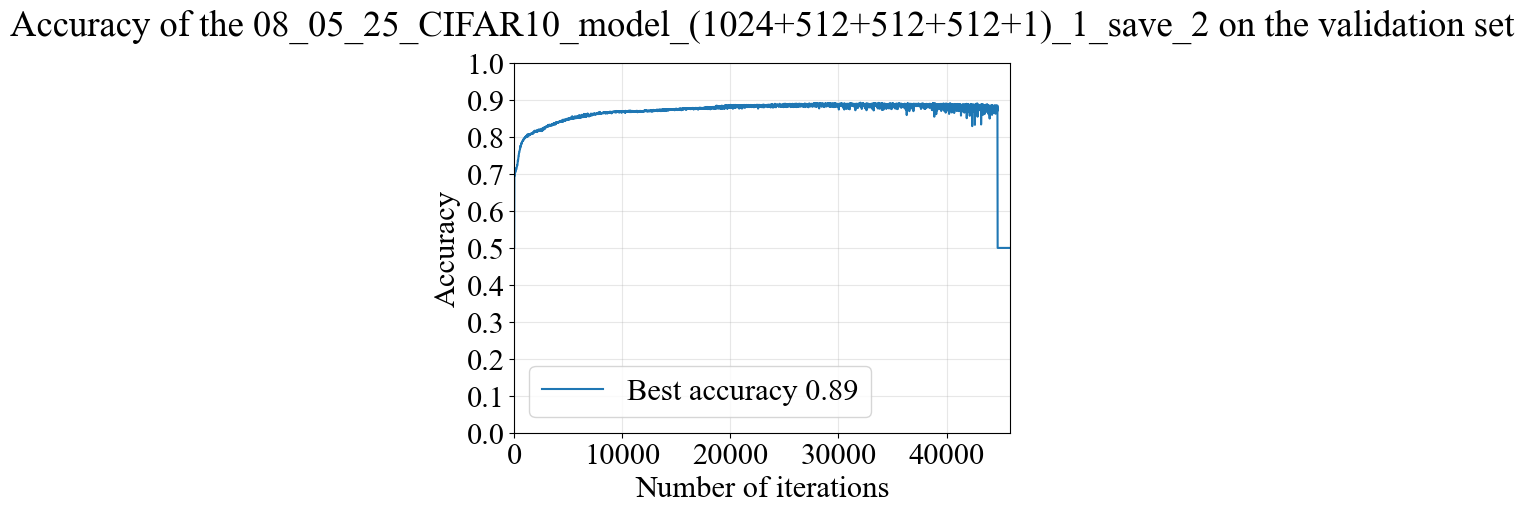 Accuracy of the 08_05_25_CIFAR10_model_(1024+512+512+512+1)_1_save_2 on the validation set
1.0
0.9
0.8
0.7
0.6
0.5
0.4
0.3
0.2
0.1
0.0
Accuracy
Best accuracy 0.89
0 10000 20000 30000 40000
Number of iterations